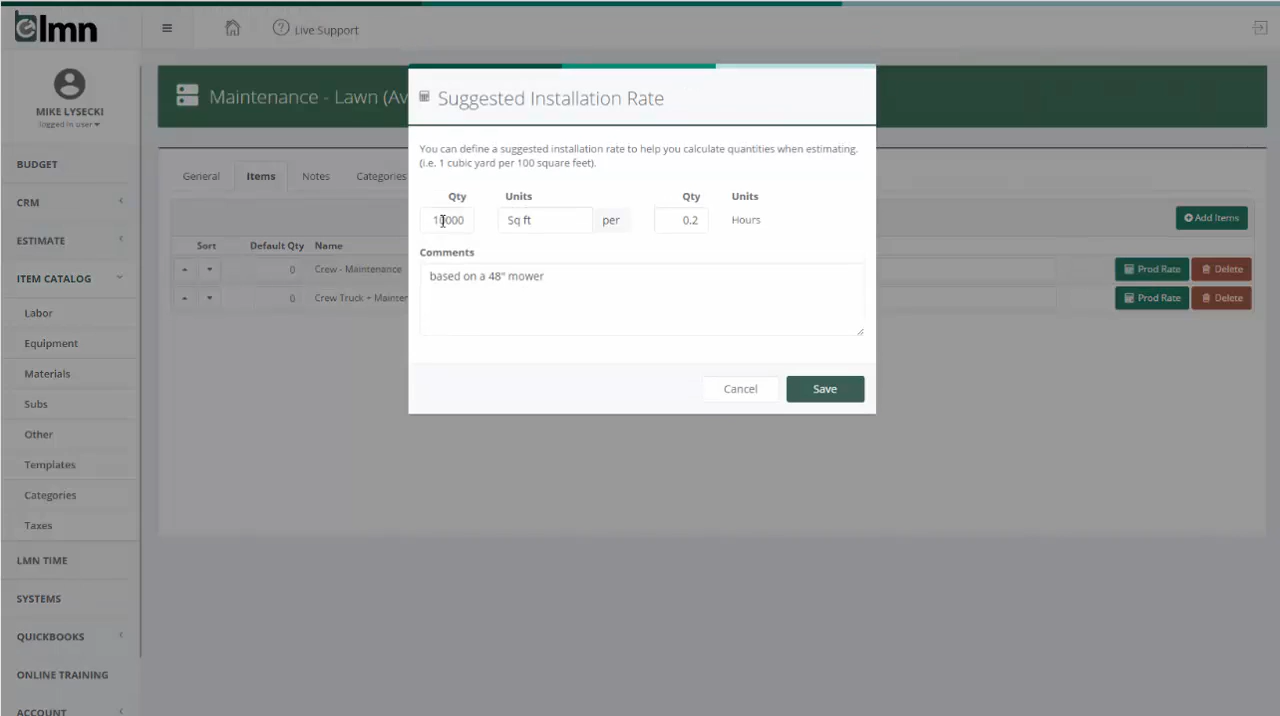 lmn
Live Support
MIKE LYSECKI
logged in user
BUDGET
CRM
ESTIMATE
ITEM CATALOG
Labor
Equipment
Materials
Subs
Other
Templates
Categories
Taxes
LMN TIME
SYSTEMS
QUICKBOOKS
ONLINE TRAINING
ACCOUNT
Maintenance - Lawn (Av
General Items Notes Categories
Add Items
Sort Default Qty Name
0 Crew - Maintenance Prod Rate Delete
0 Crew Truck + Mainter Prod Rate Delete
Suggested Installation Rate
You can define a suggested installation rate to help you calculate quantities when estimating.
(i.e. 1 cubic yard per 100 square feet).
Qty Units Qty Units
10000 Sq ft per 0.2 Hours
Comments
based on a 48" mower
Cancel Save